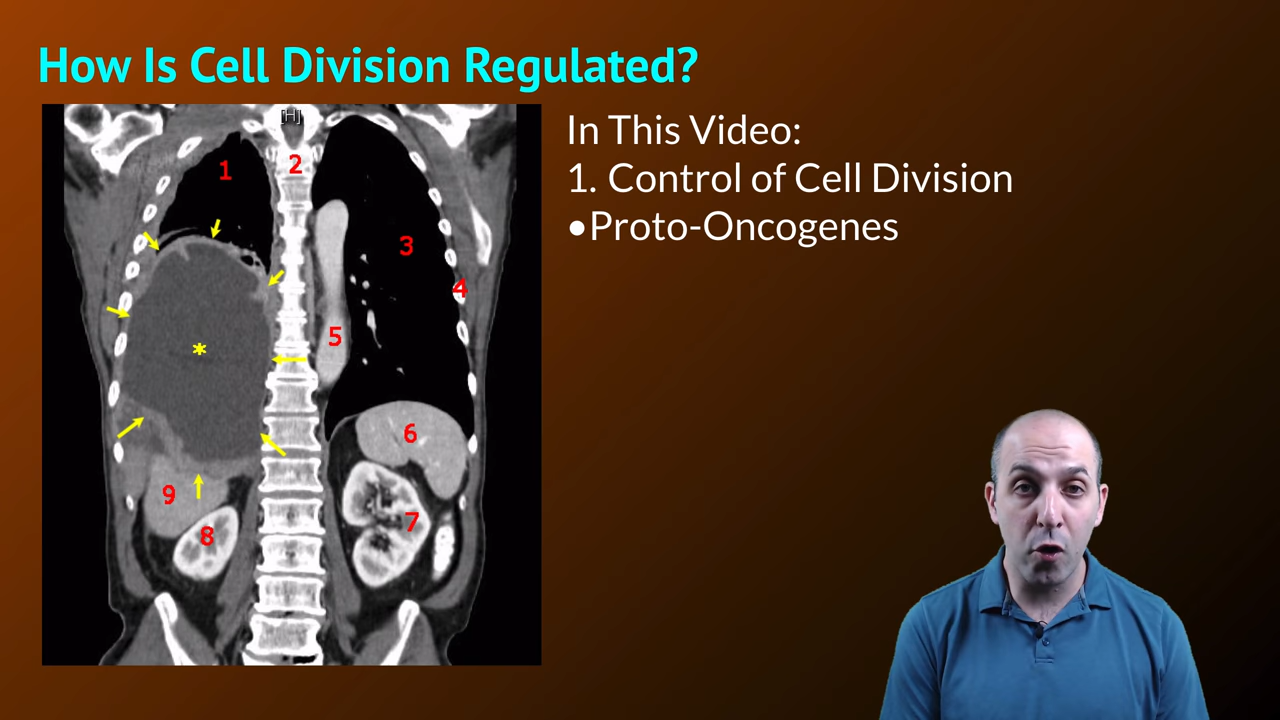 How Is Cell Division Regulated?
[H]
1
2
3
4
5
6
7
8
9
*
In This Video:
1. Control of Cell Division
•Proto-Oncogenes